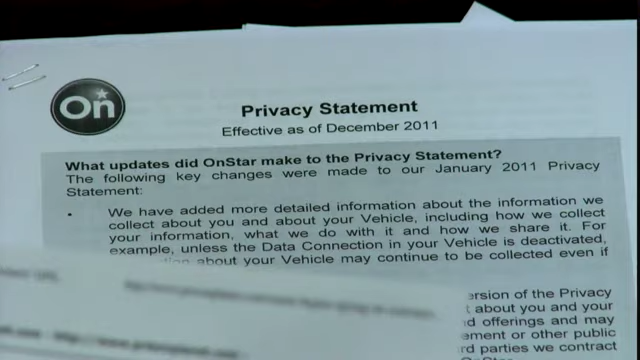 On
Privacy Statement
Effective as of December 2011
What updates did OnStar make to the Privacy Statement?
The following key changes were made to our January 2011 Privacy
Statement:
• We have added more detailed information about the information we
collect about you and about your Vehicle, including how we collect
your information, what we do with it and how we share it. For
example, unless the Data Connection in your Vehicle is deactivated,
about your Vehicle may continue to be collected even if
of the Privacy
about you and your
offerings and may
or other public
parties we contract